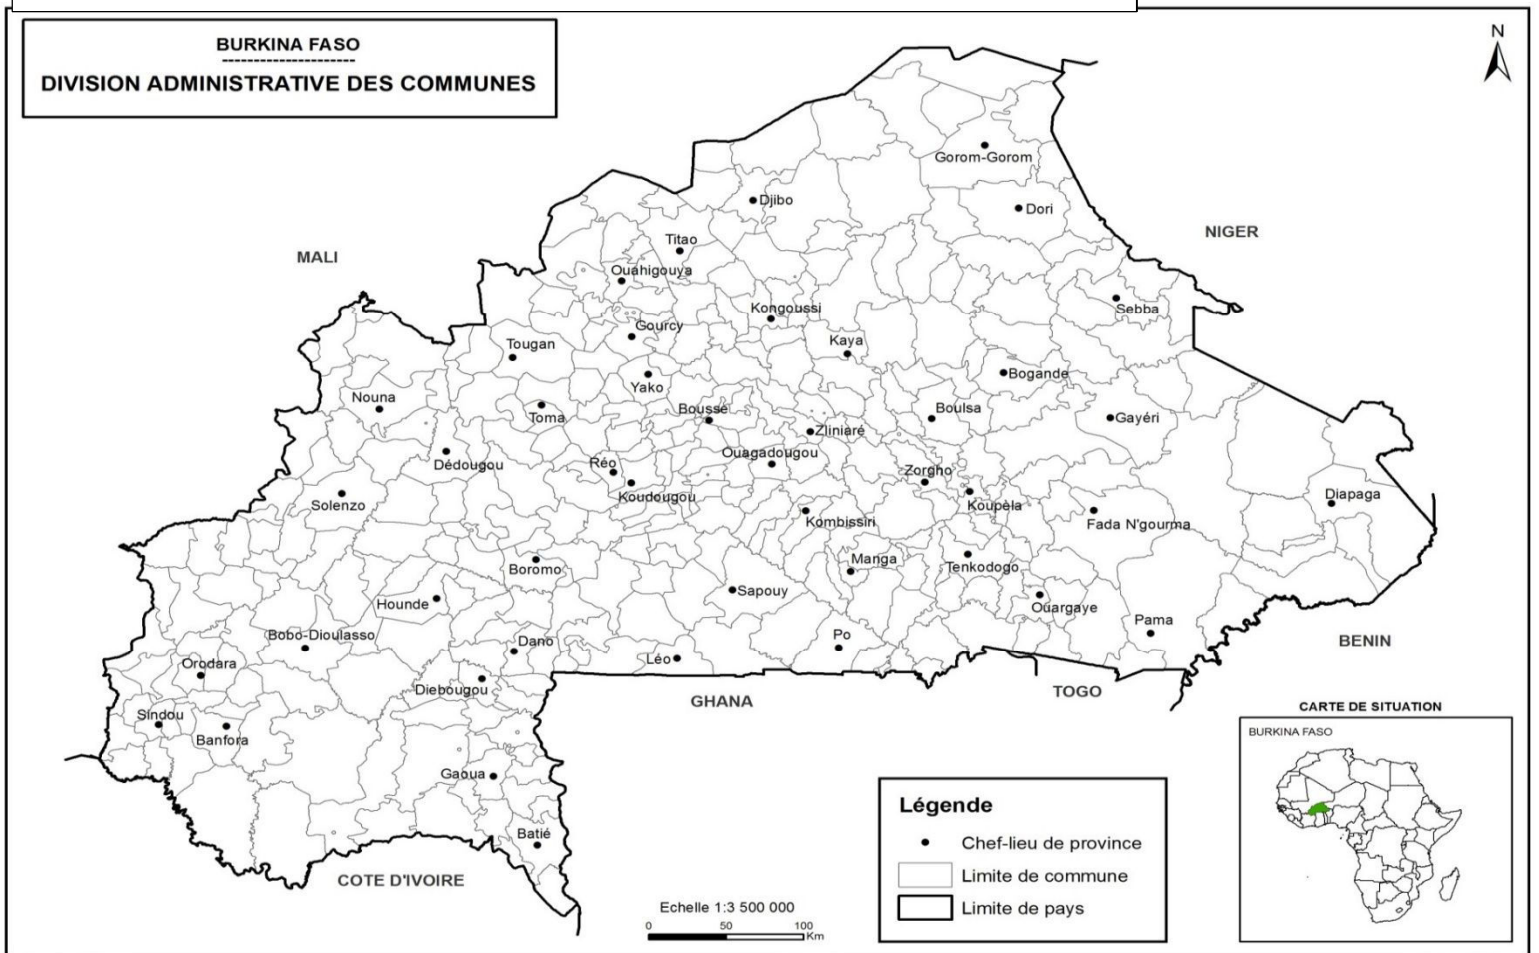 BURKINA FASO
--------------------
DIVISION ADMINISTRATIVE DES COMMUNES
N
Gorom-Gorom
Djibo
Dori
NIGER
Titao
MALI
Ouahigouya
Sebba
Kongoussi
Gourcy
Kaya
Tougan
Bogande
Yako
Nouna
Toma
Boussé
Boulsa
Gayéri
Zliniaré
Ouagadougou
Dédougou
Réo
Zorgho
Koudougou
Diapaga
Solenzo
Koupèla
Kombissiri
Fada N'gourma
Manga
Boromo
Tenkodogo
Sapouy
Hounde
Ouargaye
Pama
Bobo-Dioulasso
Dano
Po
BENIN
Orodara
Léo
Diebougou
TOGO
GHANA
Sindou
Banfora
Gaoua
Batié
COTE D'IVOIRE
CARTE DE SITUATION
BURKINA FASO
Légende
Chef-lieu de province
Limite de commune
Limite de pays
Echelle 1:3 500 000
0 50 100
Km